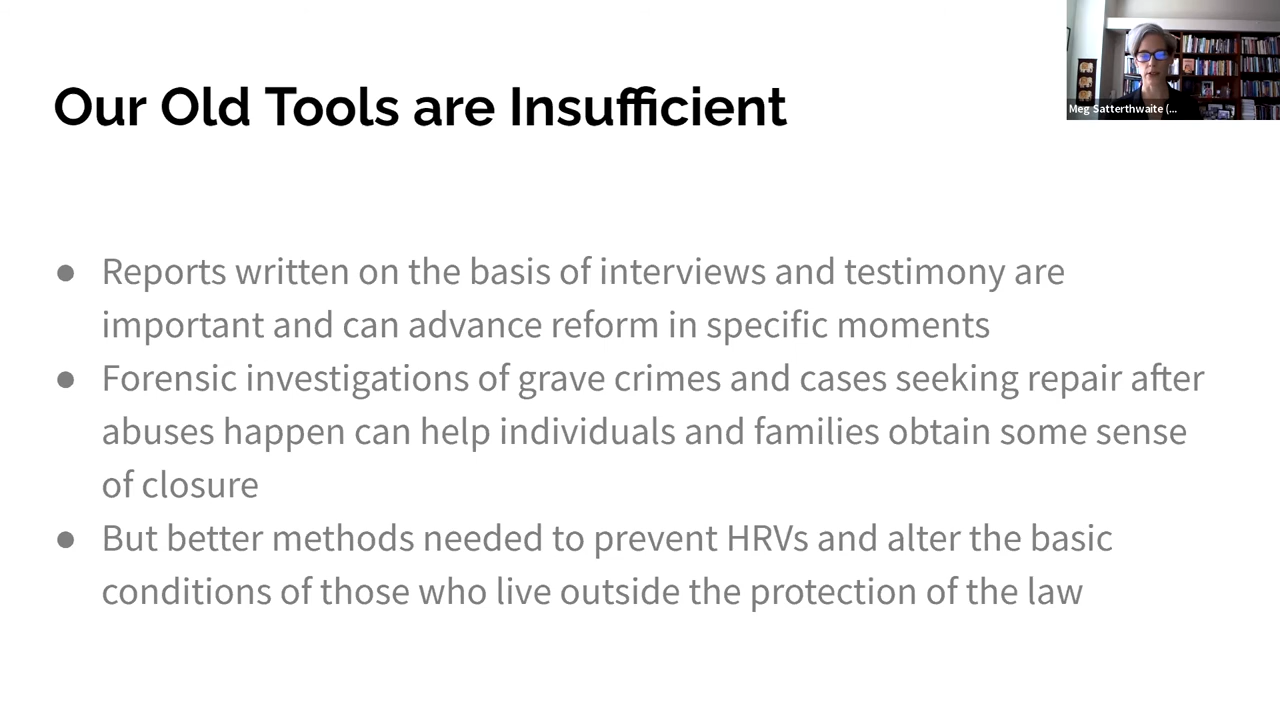 Our Old Tools are Insufficient
Meg Satterthwaite (...
● Reports written on the basis of interviews and testimony are
important and can advance reform in specific moments
● Forensic investigations of grave crimes and cases seeking repair after
abuses happen can help individuals and families obtain some sense
of closure
● But better methods needed to prevent HRVs and alter the basic
conditions of those who live outside the protection of the law